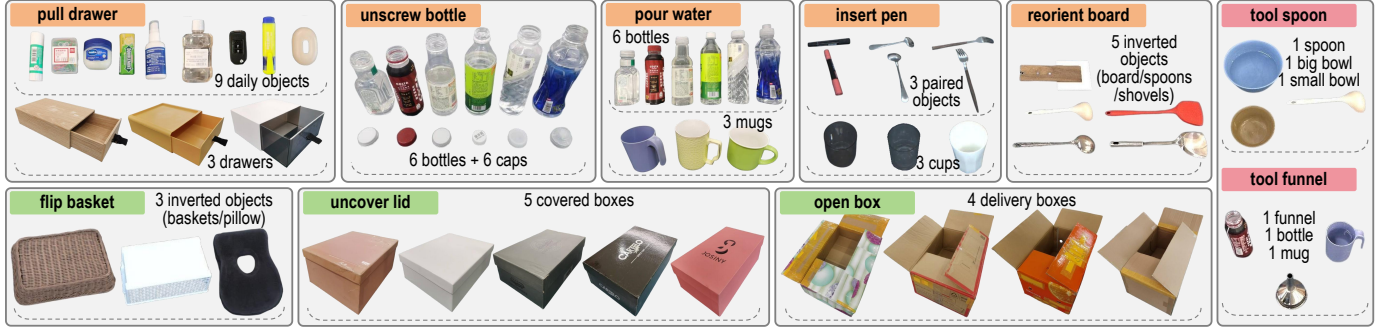 pull drawer
9 daily objects
3 drawers
unscrew bottle
6 bottles + 6 caps
pour water
6 bottles
3 mugs
insert pen
3 paired
objects
3 cups
reorient board
5 inverted
objects
(board/spoons
/shovels)
tool spoon
1 spoon
1 big bowl
1 small bowl
flip basket
3 inverted objects
(baskets/pillow)
uncover lid
5 covered boxes
open box
4 delivery boxes
tool funnel
1 funnel
1 bottle
1 mug